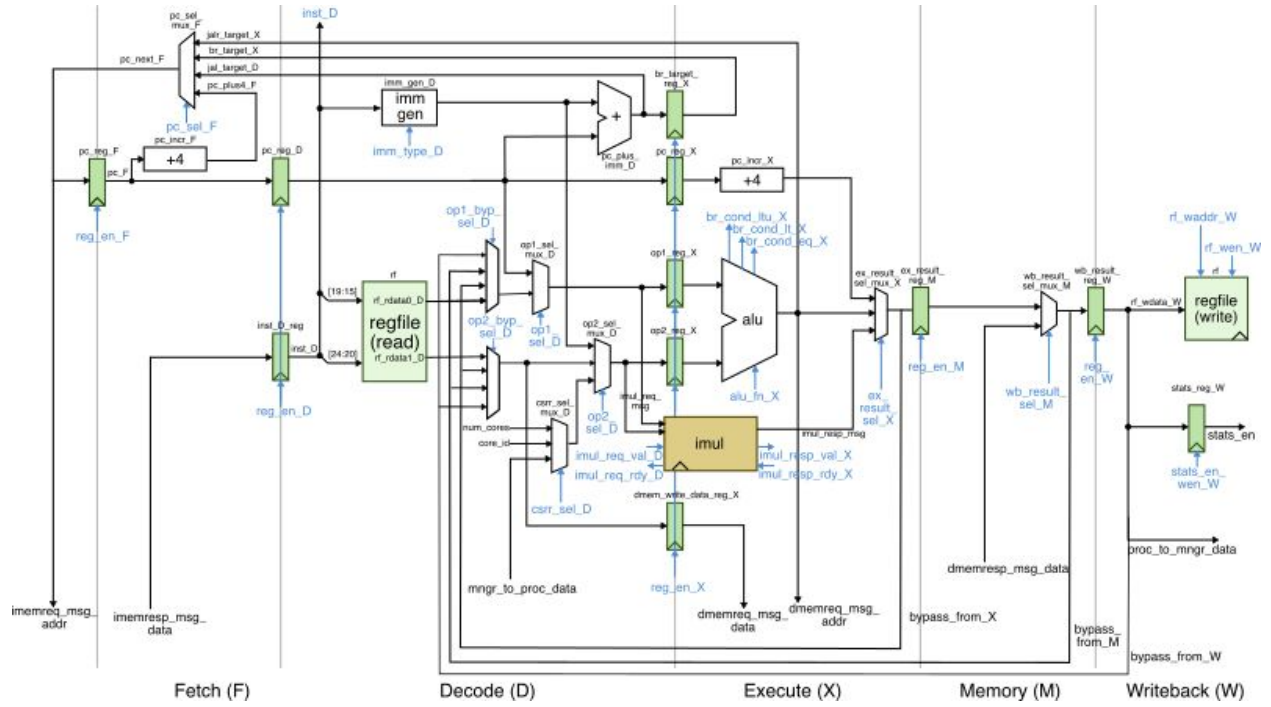 inst_D
pc_sel_
mux_F
jalr_target_X
br_target_X
jal_target_D
pc_plus4_F
pc_next_F
pc_sel_F
pc_incr_F
+4
pc_reg_F
pc_F
reg_en_F
pc_reg_D
imm_gen_D
imm
gen
imm_type_D
+
pc_plus_
imm_D
br_target_
reg_X
pc_reg_X
pc_incr_X
+4
op1_byp_
sel_D
op1_sel_
mux_D
op1_reg_X
br_cond_ltu_X
br_cond_lt_X
br_cond_eq_X
ex_result_
sel_mux_X
ex_result_
reg_M
wb_result_
sel_mux_M
wb_result_
reg_W
rf_waddr_W
rf_wen_W
rf
regfile
(write)
rf_wdata_W
rf
[19:15]
rf_rdata0_D
regfile
(read)
rf_rdata1_D
[24:20]
inst_D_reg
inst_D
reg_en_D
op2_byp_
sel_D
op1_
sel_D
op2_sel_
mux_D
op2_reg_X
alu
alu_fn_X
reg_en_M
ex_
result_
sel_X
wb_result_
sel_M
reg_
en_W
stats_reg_W
stats_en
stats_en_
wen_W
csrr_sel_
mux_D
op2_
sel_D
num_cores
core_id
imul_req_
msg
imul
imul_resp_msg
imul_req_val_D
imul_req_rdy_D
imul_resp_val_X
imul_resp_rdy_X
csrr_sel_D
dmem_write_data_reg_X
reg_en_X
mngr_to_proc_data
proc_to_mngr_data
dmemresp_msg_data
imemreq_msg_
addr
imemresp_msg_
data
dmemreq_msg_
data
dmemreq_msg_
addr
bypass_from_X
bypass_
from_M
bypass_from_W
Fetch (F)
Decode (D)
Execute (X)
Memory (M)
Writeback (W)